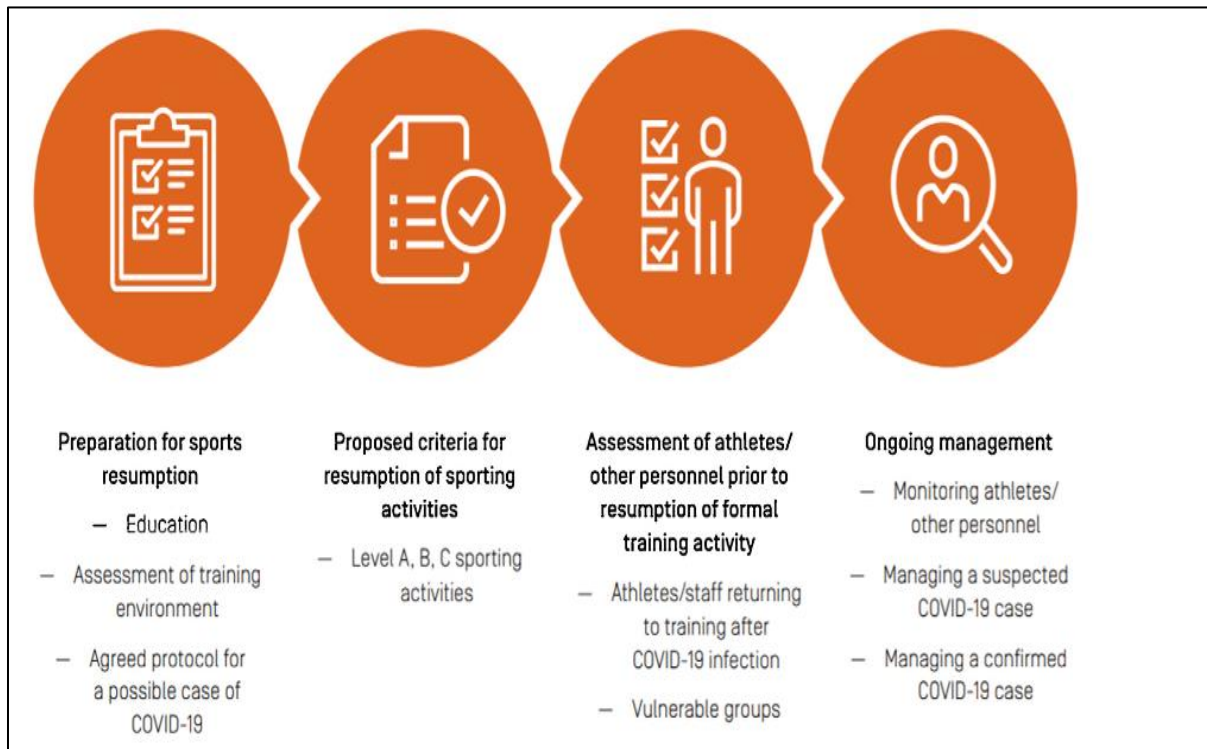 Preparation for sports
resumption
— Education
— Assessment of training
environment
— Agreed protocol for
a possible case of
COVID-19
Proposed criteria for
resumption of sporting
activities
— Level A, B, C sporting
activities
Assessment of athletes/
other personnel prior to
resumption of formal
training activity
— Athletes/staff returning
to training after
COVID-19 infection
— Vulnerable groups
Ongoing management
— Monitoring athletes/
other personnel
— Managing a suspected
COVID-19 case
— Managing a confirmed
COVID-19 case